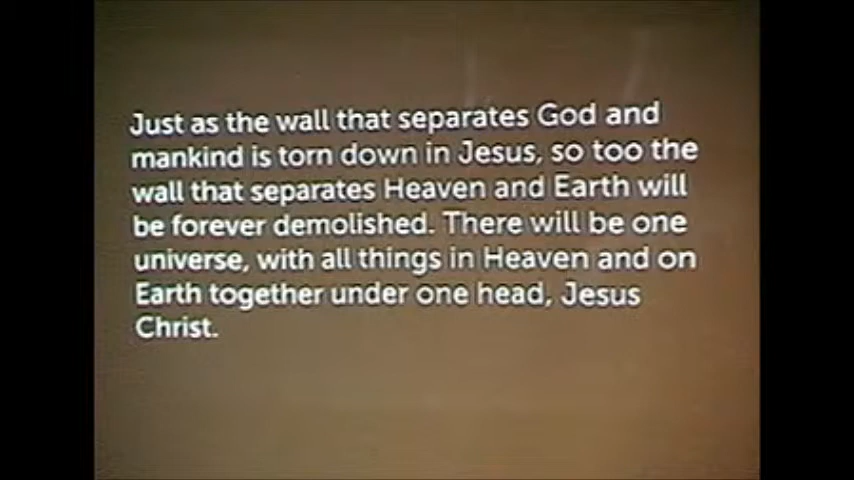 Just as the wall that separates God and
mankind is torn down in Jesus, so too the
wall that separates Heaven and Earth will
be forever demolished. There will be one
universe, with all things in Heaven and on
Earth together under one head, Jesus
Christ.